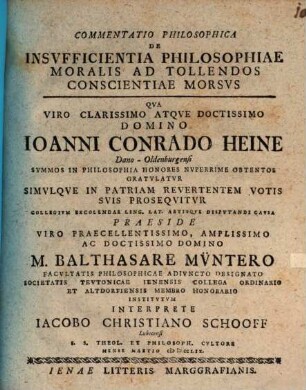 COMMENTATIO PHILOSOPHICA
DE
INSVFFICIENTIA PHILOSOPHIAE
MORALIS AD TOLLENDOS
CONSCIENTIAE MORSVS
QVA
VIRO CLARISSIMO ATQVE DOCTISSIMO
DOMINO
IOANNI CONRADO HEINE
Dano-Oldenburgensi
SVMMOS IN PHILOSOPHIA HONORES NVPERRIME OBTENTOS
GRATVLATVR
SIMVLQVE IN PATRIAM REVERTENTEM VOTIS
SVIS PROSEQVITVR
COLLEGIVM EXCOLENDAE LING. LAT. ARTISQVE DISPVTANDI CAVSA
PRAESIDE
VIRO PRAECELLENTISSIMO, AMPLISSIMO
AC DOCTISSIMO DOMINO
M. BALTHASARE MÜNTERO
FACVLTATIS PHILOSOPHICAE ADIVNCTO DESIGNATO
SOCIETATIS TEVTONICAE IENENSIS COLLEGA ORDINARIO
ET ALTDORFIENSIS MEMBRO HONORARIO
INSTITVTVM
INTERPRETE
IACOBO CHRISTIANO SCHOOFF
S. S. THEOL. ET PHILOSOPH. CVLTORE
MENSE MARTIO
IENAE LITTERIS MARGGRAFIANIS.